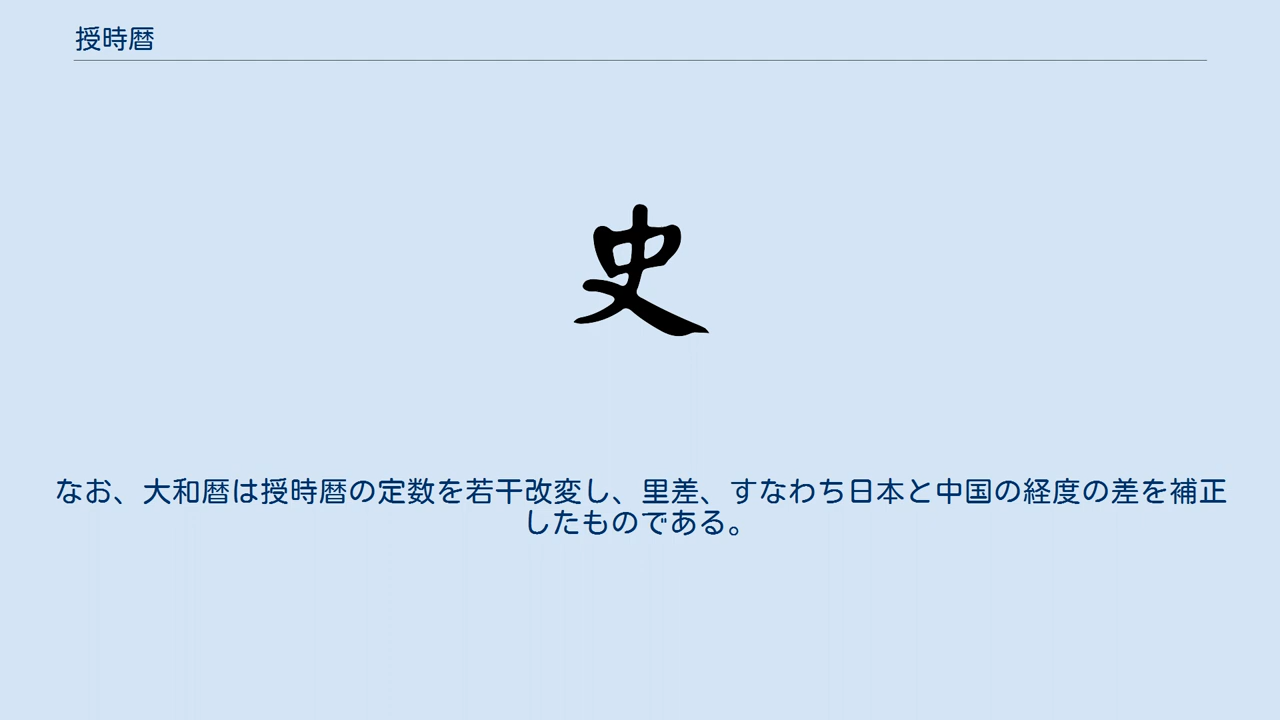 授時暦
史
なお、大和暦は授時暦の定数を若干改変し、里差、すなわち日本と中国の経度の差を補正
したものである。